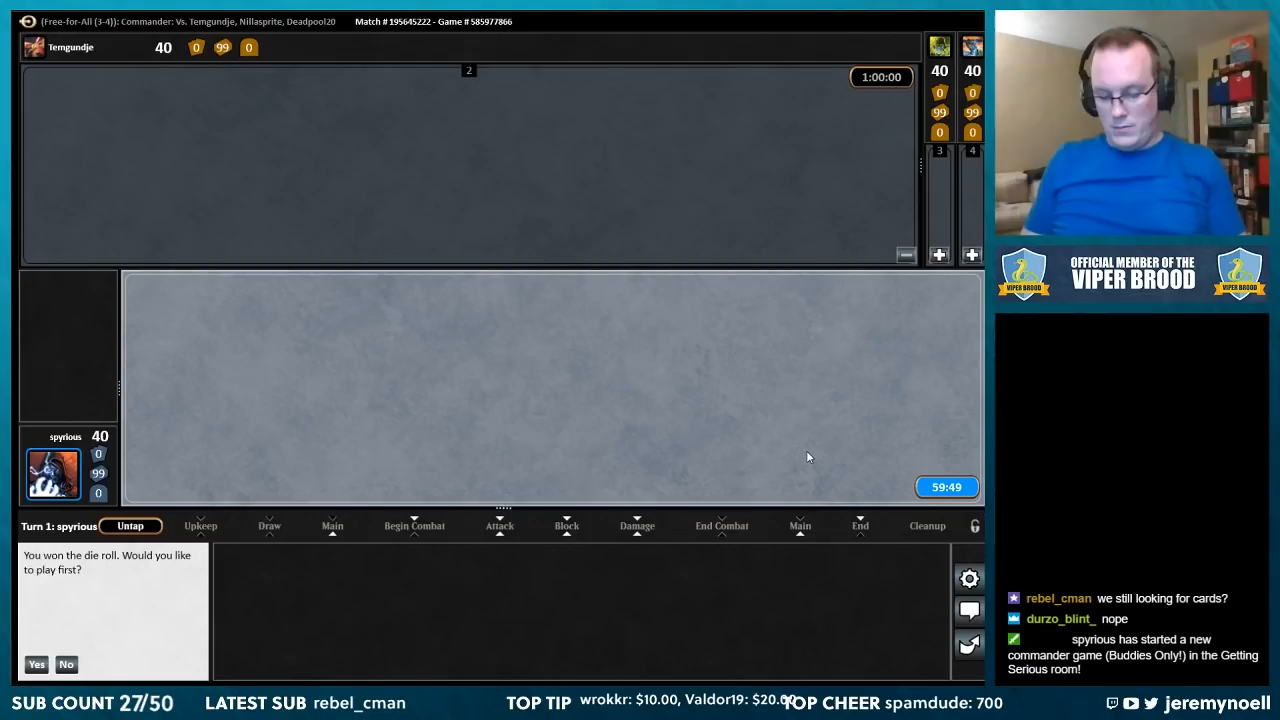 (Free-for-All (3-4)): Commander: Vs. Temgundje, Nillasprite, Deadpool20 Match # 195645222 - Game # 585977866
Temgundje 40 0 99 0
40 40
0 0
99 99
0 0
2
1:00:00
3 4
OFFICIAL MEMBER OF THE
VIPER BROOD
VIPER BROOD
VIPER BROOD
spyrious 40
0
99
0
59:49
Turn 1: spyrious Untap Upkeep Draw Main Begin Combat Attack Block Damage End Combat Main End Cleanup
You won the die roll. Would you like
to play first?
Yes No
rebel_cman we still looking for cards?
durzo_blint_ nope
spyrious has started a new
commander game (Buddies Only!) in the Getting
Serious room!
SUB COUNT 27/50 LATEST SUB rebel_cman TOP TIP wrokkr: $10.00, Valdor19: $20.00 TOP CHEER spamdude: 700 jeremynoell